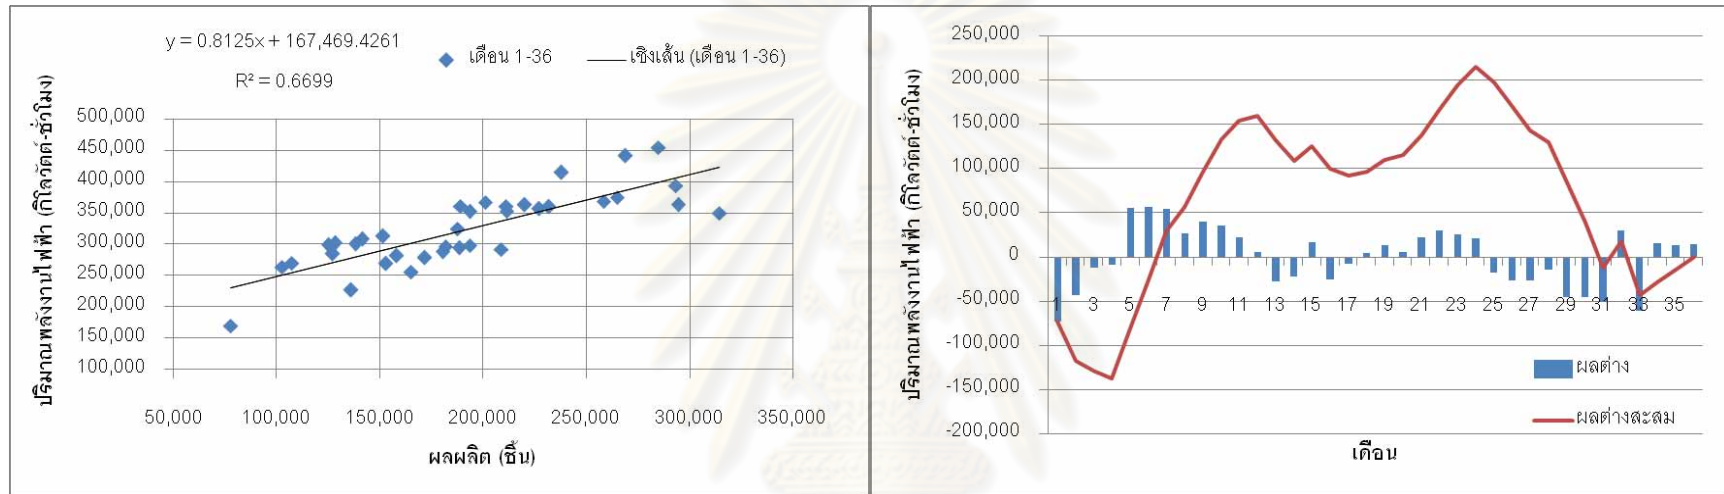 y = 0.8125x + 167,469.4261
R² = 0.6699
เดือน 1-36
เชิงเส้น (เดือน 1-36)
ปริมาณพลังงานไฟฟ้า (กิโลวัตต์-ชั่วโมง)
500,000
450,000
400,000
350,000
300,000
250,000
200,000
150,000
100,000
50,000 100,000 150,000 200,000 250,000 300,000 350,000
ผลผลิต (ชิ้น)
ปริมาณพลังงานไฟฟ้า (กิโลวัตต์-ชั่วโมง)
250,000
200,000
150,000
100,000
50,000
0
-50,000
-100,000
-150,000
-200,000
1 3 5 7 9 11 13 15 17 19 21 23 25 27 29 31 33 35
ผลต่าง
ผลต่างสะสม
เดือน